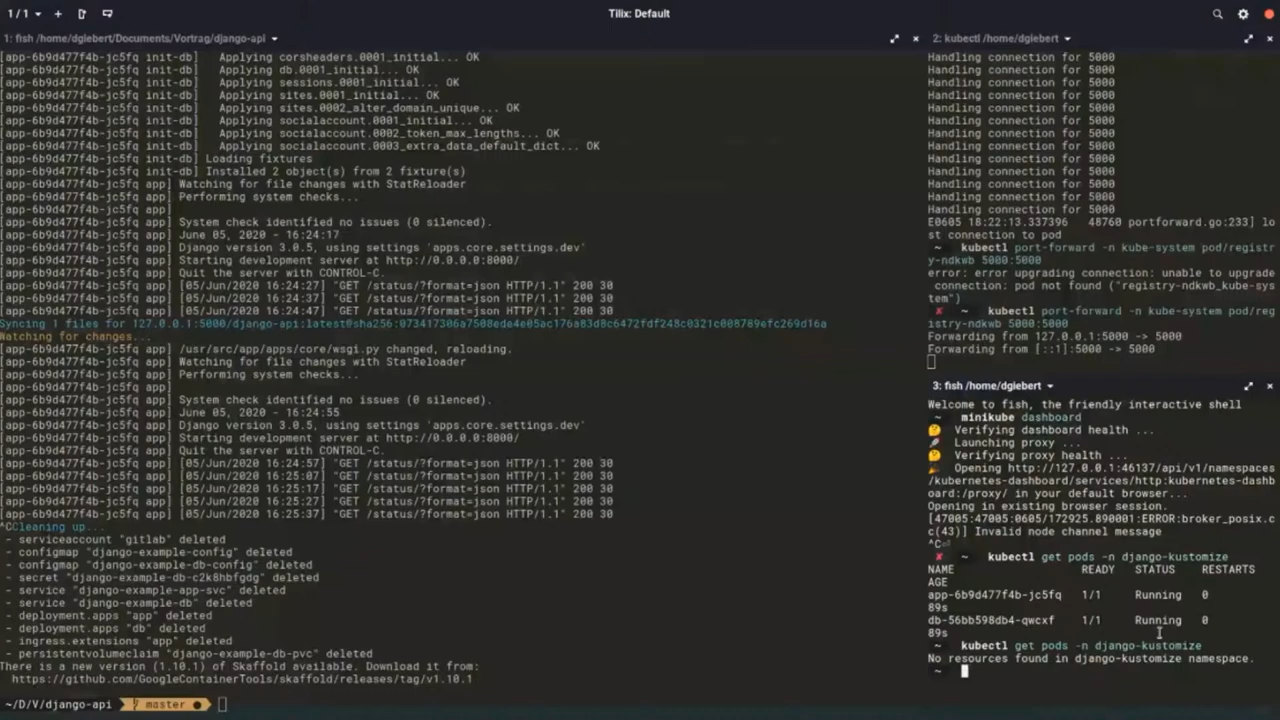 1/1
Tilix: Default
1: fish /home/dgiebert/Documents/Vortrag/django-api
[app-6b9d477f4b-jc5fq init-db]   Applying corsheaders.0001_initial... OK
[app-6b9d477f4b-jc5fq init-db]   Applying db.0001_initial... OK
[app-6b9d477f4b-jc5fq init-db]   Applying sessions.0001_initial... OK
[app-6b9d477f4b-jc5fq init-db]   Applying sites.0001_initial... OK
[app-6b9d477f4b-jc5fq init-db]   Applying sites.0002_alter_domain_unique... OK
[app-6b9d477f4b-jc5fq init-db]   Applying socialaccount.0001_initial... OK
[app-6b9d477f4b-jc5fq init-db]   Applying socialaccount.0002_token_max_lengths... OK
[app-6b9d477f4b-jc5fq init-db]   Applying socialaccount.0003_extra_data_default_dict... OK
[app-6b9d477f4b-jc5fq init-db] Loading fixtures
[app-6b9d477f4b-jc5fq init-db] Installed 2 object(s) from 2 fixture(s)
[app-6b9d477f4b-jc5fq app] Watching for file changes with StatReloader
[app-6b9d477f4b-jc5fq app] Performing system checks...
[app-6b9d477f4b-jc5fq app]
[app-6b9d477f4b-jc5fq app] System check identified no issues (0 silenced).
[app-6b9d477f4b-jc5fq app] June 05, 2020 - 16:24:17
[app-6b9d477f4b-jc5fq app] Django version 3.0.5, using settings 'apps.core.settings.dev'
[app-6b9d477f4b-jc5fq app] Starting development server at http://0.0.0.0:8000/
[app-6b9d477f4b-jc5fq app] Quit the server with CONTROL-C.
[app-6b9d477f4b-jc5fq app] [05/Jun/2020 16:24:27] "GET /status/?format=json HTTP/1.1" 200 30
[app-6b9d477f4b-jc5fq app] [05/Jun/2020 16:24:37] "GET /status/?format=json HTTP/1.1" 200 30
[app-6b9d477f4b-jc5fq app] [05/Jun/2020 16:24:47] "GET /status/?format=json HTTP/1.1" 200 30
Syncing 1 files for 127.0.0.1:5000/django-api:latest@sha256:073417306a7508ede4e05ac176a83d8c6472fdf248c0321c008789efc269d16a
Watching for changes...
[app-6b9d477f4b-jc5fq app] /usr/src/app/apps/core/wsgi.py changed, reloading.
[app-6b9d477f4b-jc5fq app] Watching for file changes with StatReloader
[app-6b9d477f4b-jc5fq app] Performing system checks...
[app-6b9d477f4b-jc5fq app]
[app-6b9d477f4b-jc5fq app] System check identified no issues (0 silenced).
[app-6b9d477f4b-jc5fq app] June 05, 2020 - 16:24:55
[app-6b9d477f4b-jc5fq app] Django version 3.0.5, using settings 'apps.core.settings.dev'
[app-6b9d477f4b-jc5fq app] Starting development server at http://0.0.0.0:8000/
[app-6b9d477f4b-jc5fq app] Quit the server with CONTROL-C.
[app-6b9d477f4b-jc5fq app] [05/Jun/2020 16:24:57] "GET /status/?format=json HTTP/1.1" 200 30
[app-6b9d477f4b-jc5fq app] [05/Jun/2020 16:25:07] "GET /status/?format=json HTTP/1.1" 200 30
[app-6b9d477f4b-jc5fq app] [05/Jun/2020 16:25:17] "GET /status/?format=json HTTP/1.1" 200 30
[app-6b9d477f4b-jc5fq app] [05/Jun/2020 16:25:27] "GET /status/?format=json HTTP/1.1" 200 30
[app-6b9d477f4b-jc5fq app] [05/Jun/2020 16:25:37] "GET /status/?format=json HTTP/1.1" 200 30
^CCleaning up...
- serviceaccount "gitlab" deleted
- configmap "django-example-config" deleted
- configmap "django-example-db-config" deleted
- secret "django-example-db-c2k8hbfgdg" deleted
- service "django-example-app-svc" deleted
- service "django-example-db" deleted
- deployment.apps "app" deleted
- deployment.apps "db" deleted
- ingress.extensions "app" deleted
- persistentvolumeclaim "django-example-db-pvc" deleted
There is a new version (1.10.1) of Skaffold available. Download it from:
https://github.com/GoogleContainerTools/skaffold/releases/tag/v1.10.1
~/D/V/django-api master ●
2: kubectl /home/dgiebert
Handling connection for 5000
Handling connection for 5000
Handling connection for 5000
Handling connection for 5000
Handling connection for 5000
Handling connection for 5000
Handling connection for 5000
Handling connection for 5000
Handling connection for 5000
Handling connection for 5000
Handling connection for 5000
Handling connection for 5000
Handling connection for 5000
E0605 18:22:13.337396   48760 portforward.go:233] lo
st connection to pod
~ kubectl port-forward -n kube-system pod/registr
y-ndkwb 5000:5000
error: error upgrading connection: unable to upgrade
connection: pod not found ("registry-ndkwb_kube-sys
tem")
✘ ~ kubectl port-forward -n kube-system pod/reg
istry-ndkwb 5000:5000
Forwarding from 127.0.0.1:5000 -> 5000
Forwarding from [::1]:5000 -> 5000
3: fish /home/dgiebert
Welcome to fish, the friendly interactive shell
~ minikube dashboard
🤔 Verifying dashboard health ...
🚀 Launching proxy ...
🤔 Verifying proxy health ...
🎉 Opening http://127.0.0.1:46137/api/v1/namespaces
/kubernetes-dashboard/services/http:kubernetes-dashb
oard:/proxy/ in your default browser...
Opening in existing browser session.
[47005:47005:0605/172925.890001:ERROR:broker_posix.c
c(43)] Invalid node channel message
^C⏎
✘ ~ kubectl get pods -n django-kustomize
NAME READY STATUS RESTARTS
AGE
app-6b9d477f4b-jc5fq 1/1 Running 0
89s
db-56bb598db4-qwcxf 1/1 Running 0
89s
~ kubectl get pods -n django-kustomize
No resources found in django-kustomize namespace.
~